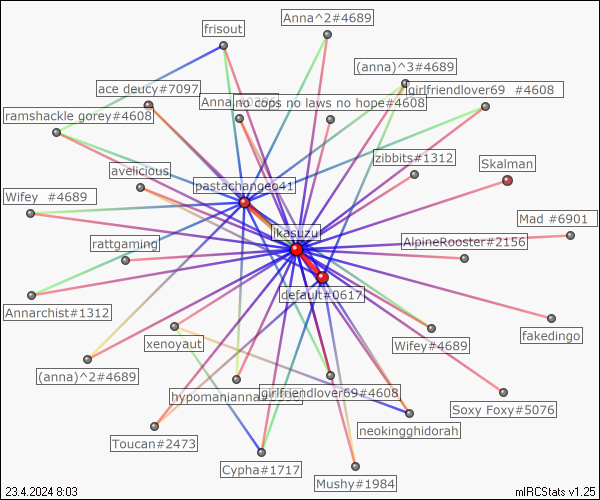 Anna^2#4689
frisout
(anna)^3#4689
ace deucy#7097
girlfriendlover69 #4608
Anna
no cops no laws no hope#4608
ramshackle gorey#4608
zibbits#1312
avelicious
Skalman
pastachangeo41
Wifey #4689
Mad #6901
ikasuzu
rattgaming
AlpineRooster#2156
default#0617
Annarchist#1312
fakedingo
xenoyaut
Wifey#4689
(anna)^2#4689
girlfriendlover69#4608
Soxy Foxy#5076
neokingghidorah
Toucan#2473
Cypha#1717
Mushy#1984
23.4.2024 8:03
mIRCStats v1.25